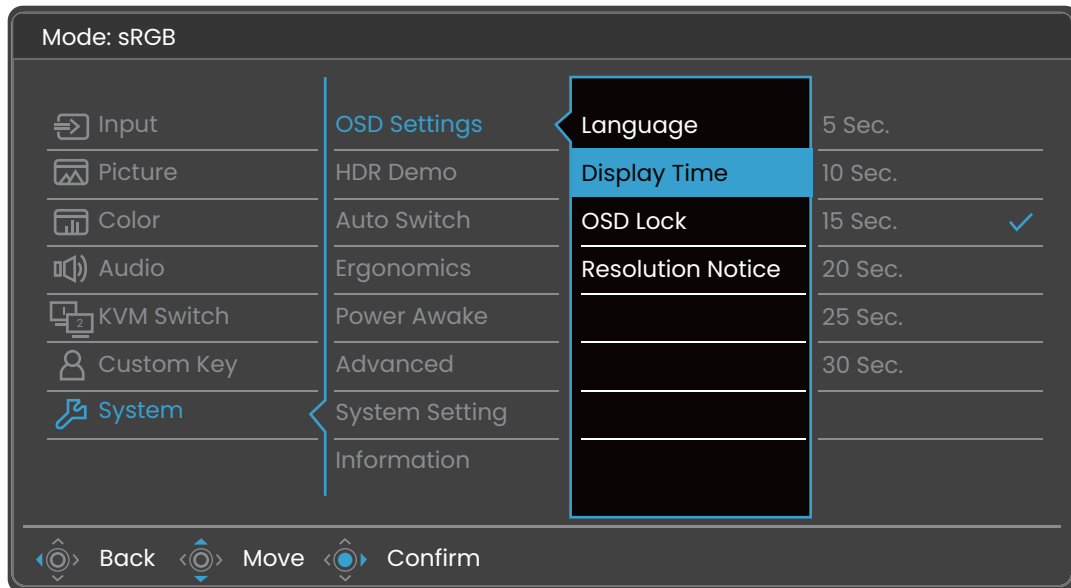 Mode: sRGB
Input
Picture
Color
Audio
1
2
KVM Switch
Custom Key
System
OSD Settings
HDR Demo
Auto Switch
Ergonomics
Power Awake
Advanced
System Setting
Information
Language
Display Time
OSD Lock
Resolution Notice
5 Sec.
10 Sec.
15 Sec.
20 Sec.
25 Sec.
30 Sec.
Back Move Confirm